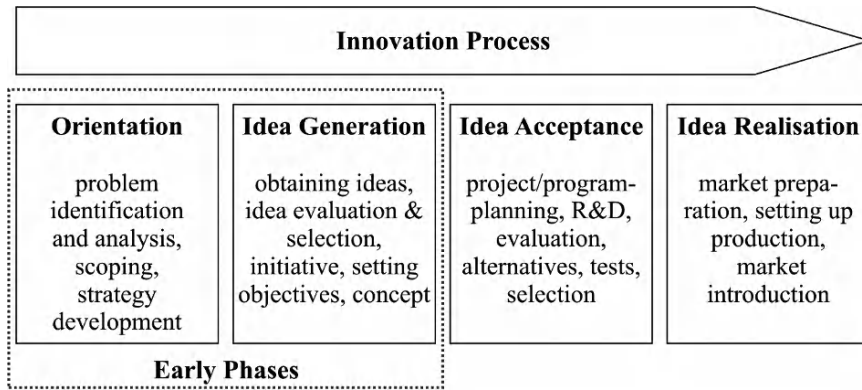 Innovation Process
Orientation
problem
identification
and analysis,
scoping,
strategy
development
Idea Generation
obtaining ideas,
idea evaluation &
selection,
initiative, setting
objectives, concept
Idea Acceptance
project/program-
planning, R&D,
evaluation,
alternatives, tests,
selection
Idea Realisation
market prepa-
ration, setting up
production,
market
introduction
Early Phases